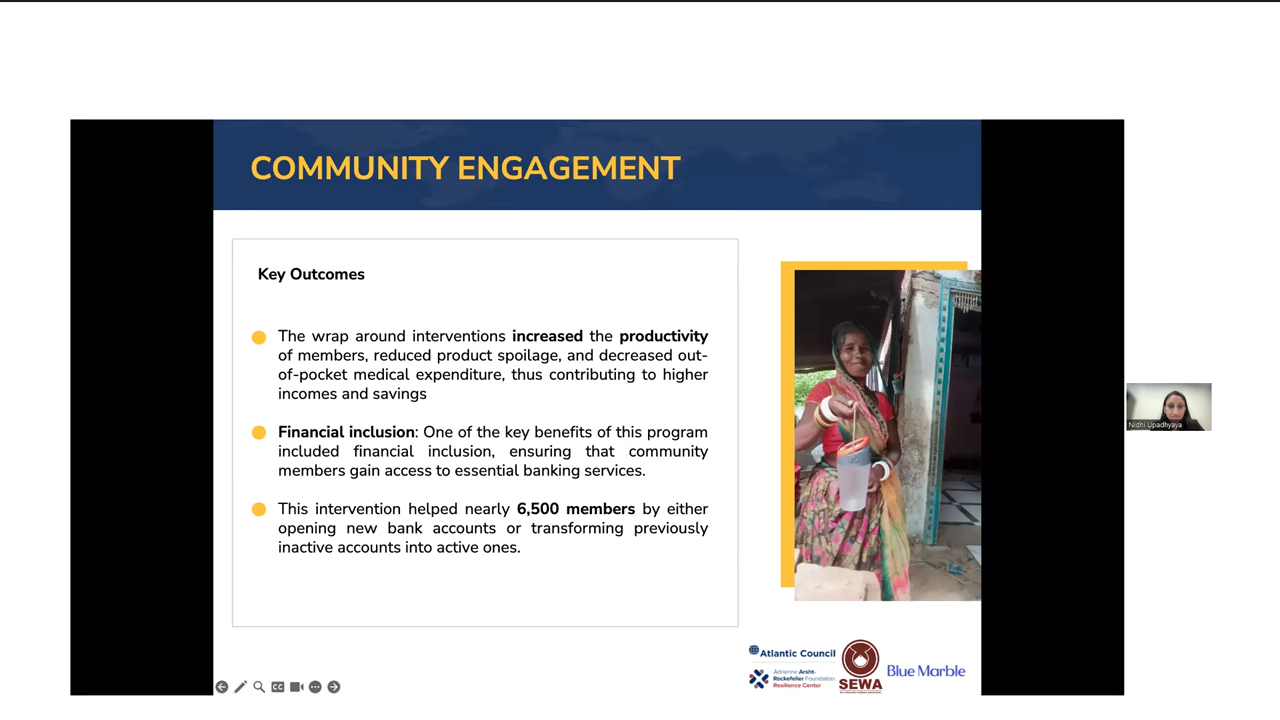 COMMUNITY ENGAGEMENT
Key Outcomes
The wrap around interventions increased the productivity
of members, reduced product spoilage, and decreased out-
of-pocket medical expenditure, thus contributing to higher
incomes and savings
Financial inclusion: One of the key benefits of this program
included financial inclusion, ensuring that community
members gain access to essential banking services.
This intervention helped nearly 6,500 members by either
opening new bank accounts or transforming previously
inactive accounts into active ones.
Nidhi Upadhyaya
Atlantic Council
Adrienne Arsht-
Rockefeller Foundation
Resilience Center
SEWA
Blue Marble
CC